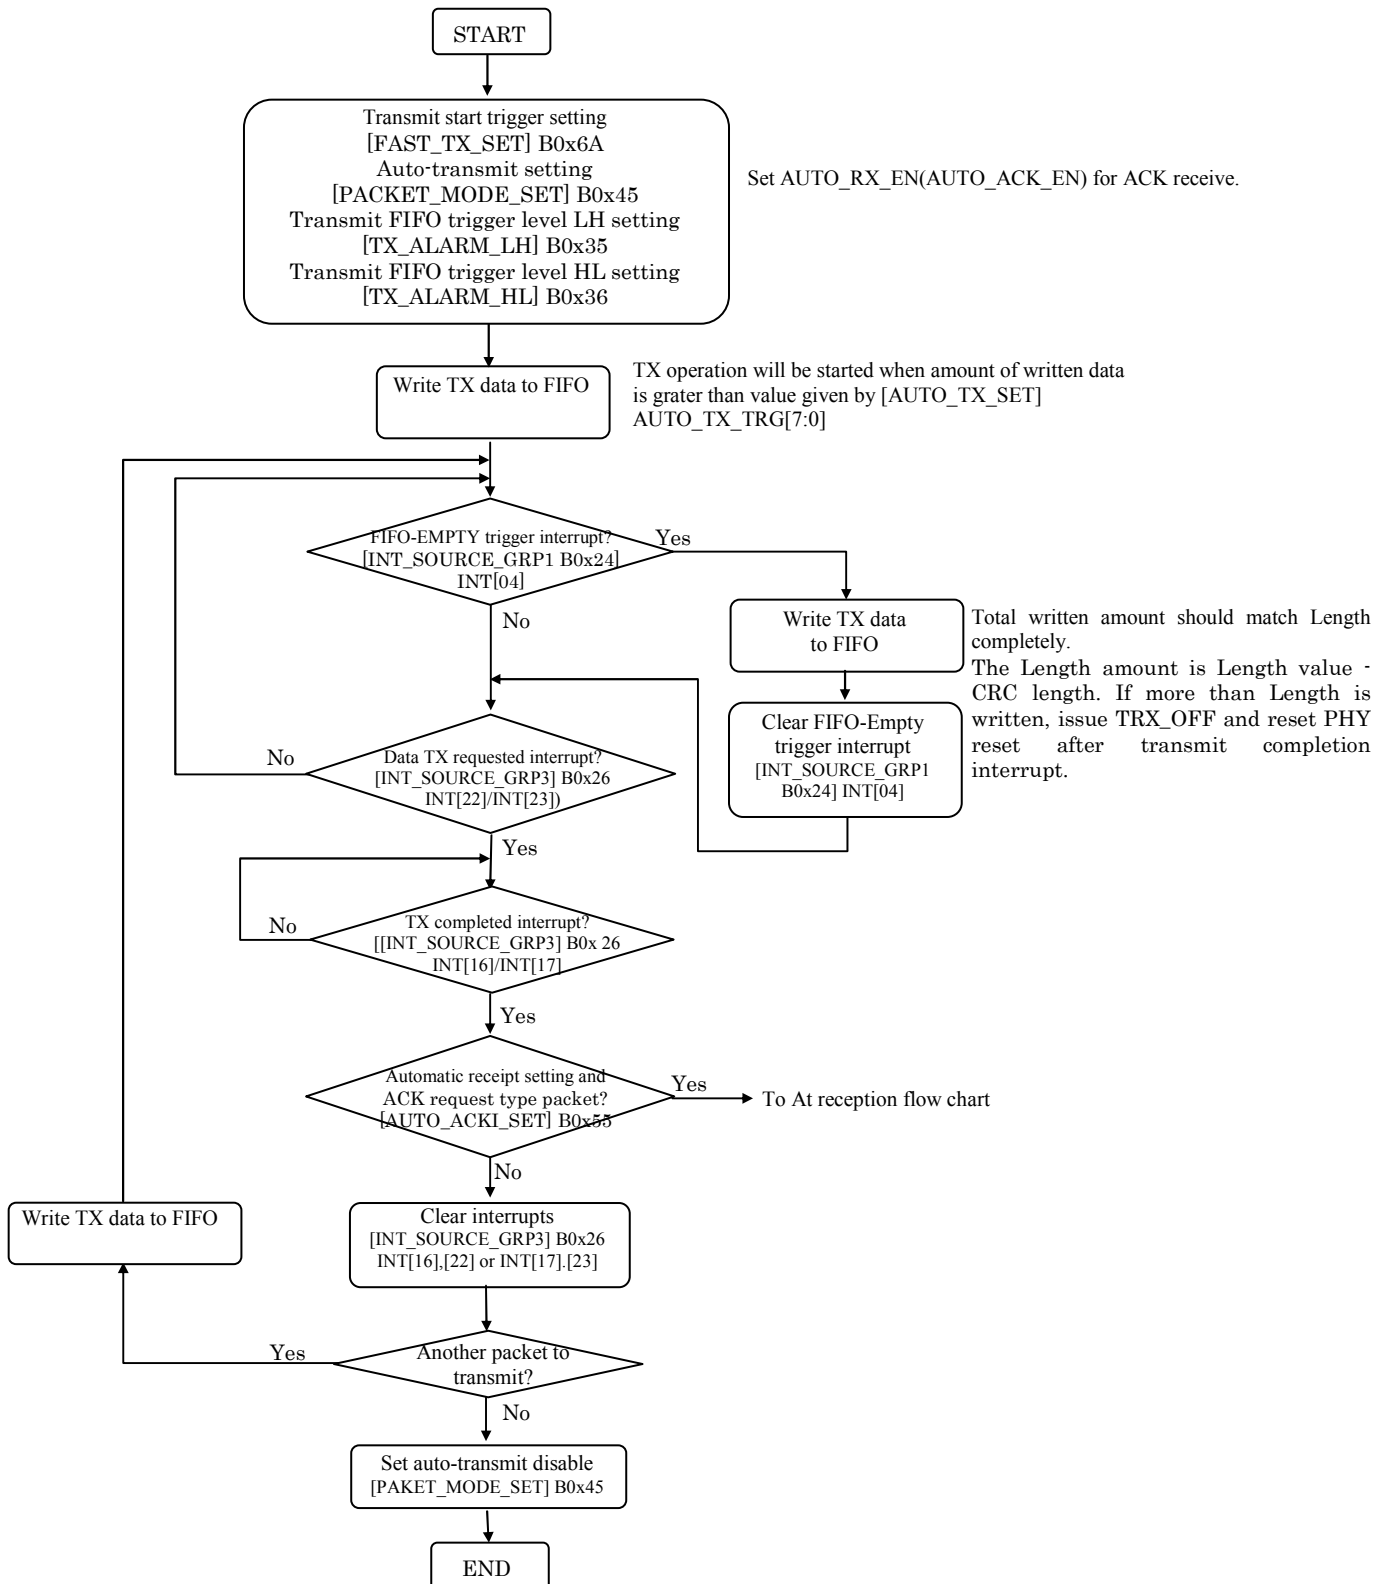 START
Transmit start trigger setting
[FAST_TX_SET] B0x6A
Auto-transmit setting
[PACKET_MODE_SET] B0x45
Transmit FIFO trigger level LH setting
[TX_ALARM_LH] B0x35
Transmit FIFO trigger level HL setting
[TX_ALARM_HL] B0x36
Set AUTO_RX_EN(AUTO_ACK_EN) for ACK receive.
Write TX data to FIFO
TX operation will be started when amount of written data
is grater than value given by [AUTO_TX_SET]
AUTO_TX_TRG[7:0]
FIFO-EMPTY trigger interrupt?
[INT_SOURCE_GRP1 B0x24]
INT[04]
Yes
No
Write TX data
to FIFO
Total written amount should match Length
completely.
The Length amount is Length value -
CRC length. If more than Length is
written, issue TRX_OFF and reset PHY
reset after transmit completion
interrupt.
Clear FIFO-Empty
trigger interrupt
[INT_SOURCE_GRP1
B0x24] INT[04]
No
Data TX requested interrupt?
[INT_SOURCE_GRP3] B0x26
INT[22]/INT[23])
Yes
No
TX completed interrupt?
[[INT_SOURCE_GRP3] B0x 26
INT[16]/INT[17]
Yes
Automatic receipt setting and
ACK request type packet?
[AUTO_ACKI_SET] B0x55
Yes
To At reception flow chart
No
Write TX data to FIFO
Clear interrupts
[INT_SOURCE_GRP3] B0x26
INT[16],[22] or INT[17].[23]
Yes
Another packet to
transmit?
No
Set auto-transmit disable
[PAKET_MODE_SET] B0x45
END